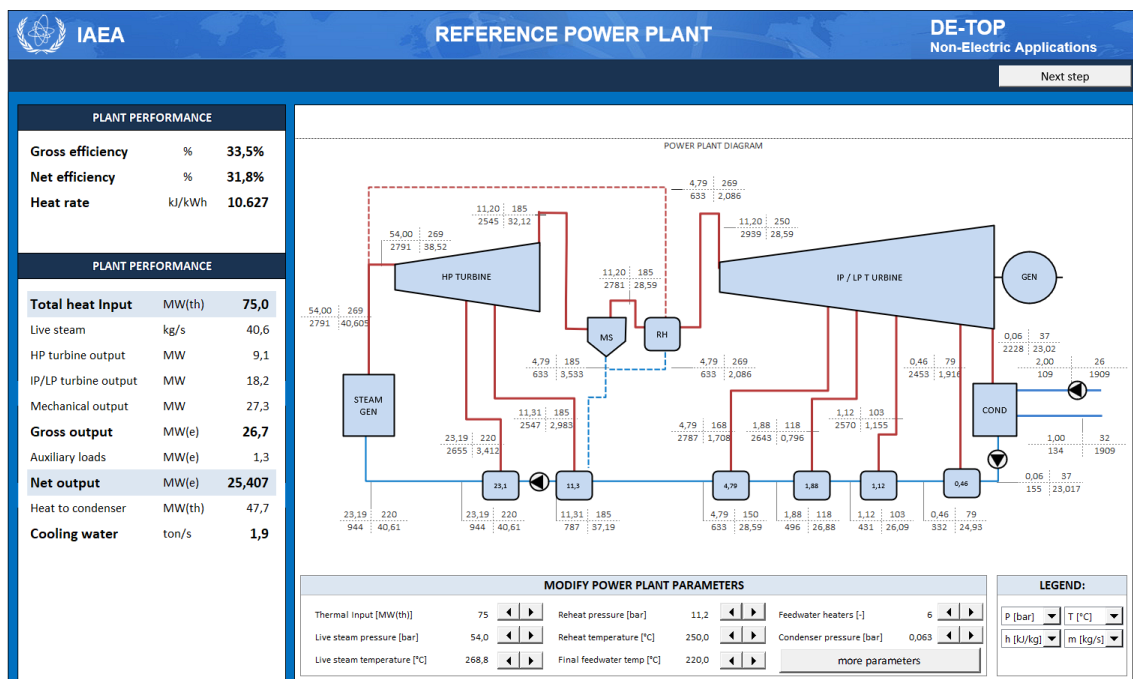 IAEA
REFERENCE POWER PLANT
DE-TOP
Non-Electric Applications
Next step
PLANT PERFORMANCE
Gross efficiency % 33,5%
Net efficiency % 31,8%
Heat rate kJ/kWh 10.627
PLANT PERFORMANCE
Total heat Input MW(th) 75,0
Live steam kg/s 40,6
HP turbine output MW 9,1
IP/LP turbine output MW 18,2
Mechanical output MW 27,3
Gross output MW(e) 26,7
Auxiliary loads MW(e) 1,3
Net output MW(e) 25,407
Heat to condenser MW(th) 47,7
Cooling water ton/s 1,9
POWER PLANT DIAGRAM
4,79 269
633 2,086
11,20 185
2545 32,12
11,20 250
2939 28,59
54,00 269
2791 38,52
HP TURBINE
IP / LP T URBINE
GEN
11,20 185
2781 28,59
54,00 269
2791 40,605
MS
RH
0,06 37
2228 23,02
4,79 185
633 3,533
4,79 269
633 2,086
0,46 79
2453 1,916
2,00 26
109 1909
STEAM
GEN
COND
11,31 185
2547 2,983
1,12 103
2570 1,155
4,79 168
2787 1,708
1,88 118
2643 0,796
23,19 220
2655 3,412
1,00 32
134 1909
23,1
11,3
4,79
1,88
1,12
0,46
0,06 37
155 23,017
23,19 220
944 40,61
23,19 220
944 40,61
11,31 185
787 37,19
4,79 150
633 28,59
1,88 118
496 26,88
1,12 103
431 26,09
0,46 79
332 24,93
MODIFY POWER PLANT PARAMETERS
Thermal Input [MW(th)] 75
Reheat pressure [bar] 11,2
Feedwater heaters [-] 6
Live steam pressure [bar] 54,0
Reheat temperature [°C] 250,0
Condenser pressure [bar] 0,063
Live steam temperature [°C] 268,8
Final feedwater temp [°C] 220,0
more parameters
LEGEND:
P [bar] T [°C]
h [kJ/kg] m [kg/s]